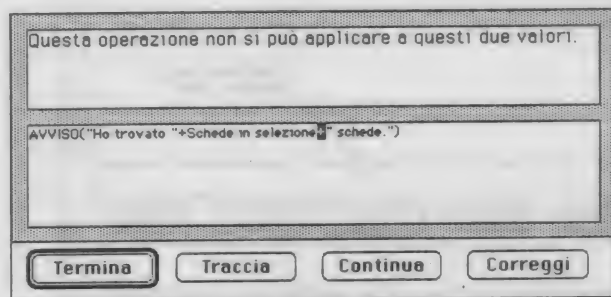 Questa operazione non si può applicare a questi due valori.
AVVISO("Ho trovato "+Schede in selezione+" schede.")
Termina Traccia Continua Correggi